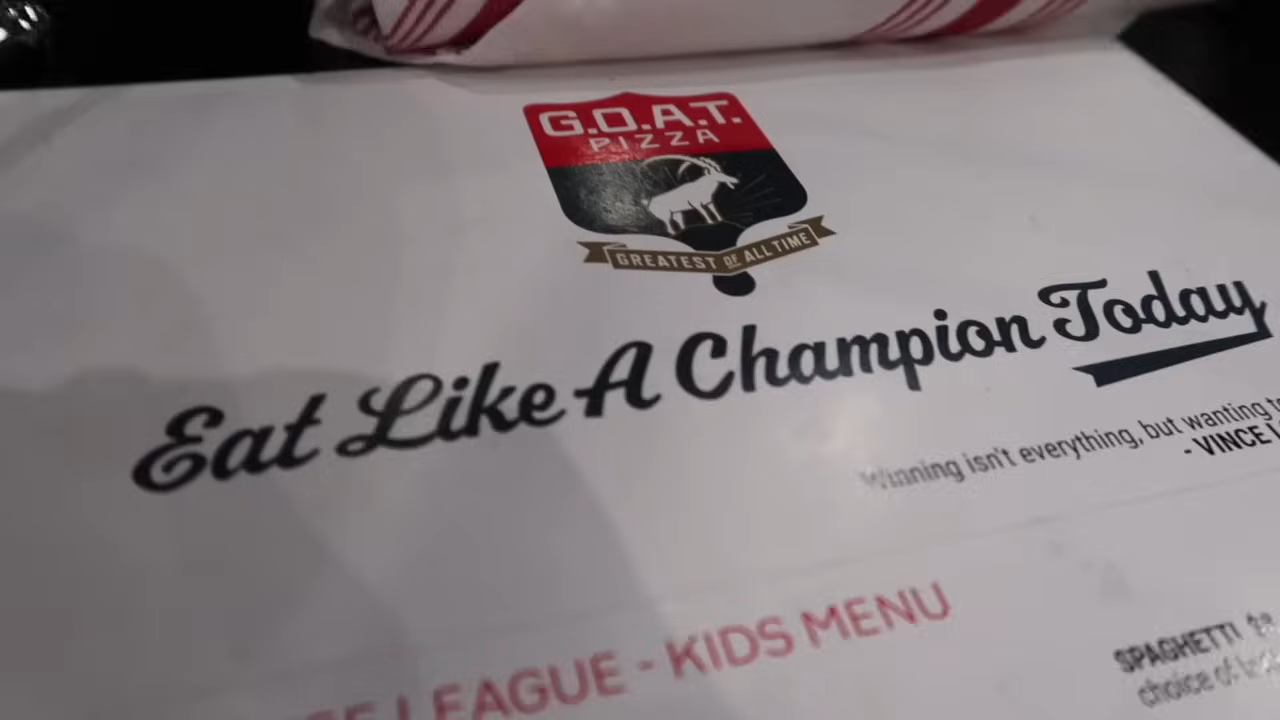 G.O.A.T.
PIZZA
GREATEST OF ALL TIME
Eat Like A Champion Today
Winning isn't everything, but wanting to
- VINCE
LEAGUE - KIDS MENU
SPAGHETTI
choice of